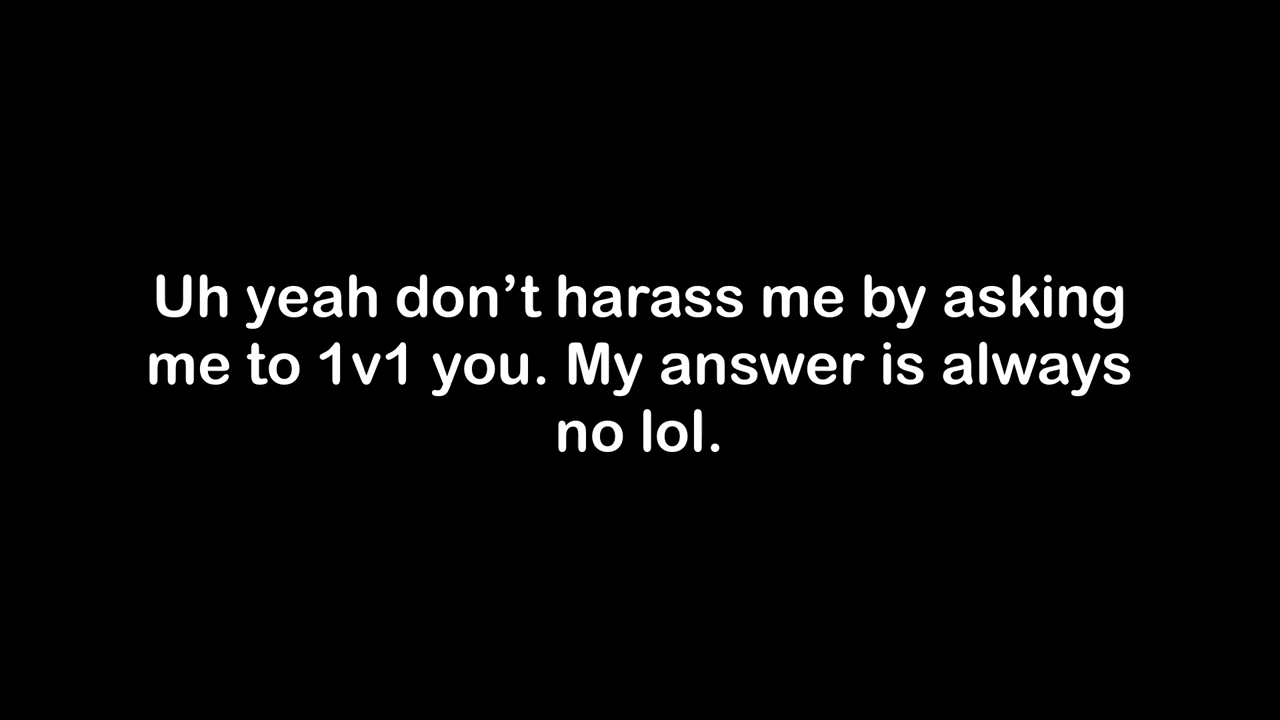 Uh yeah don’t harass me by asking
me to 1v1 you. My answer is always
no lol.